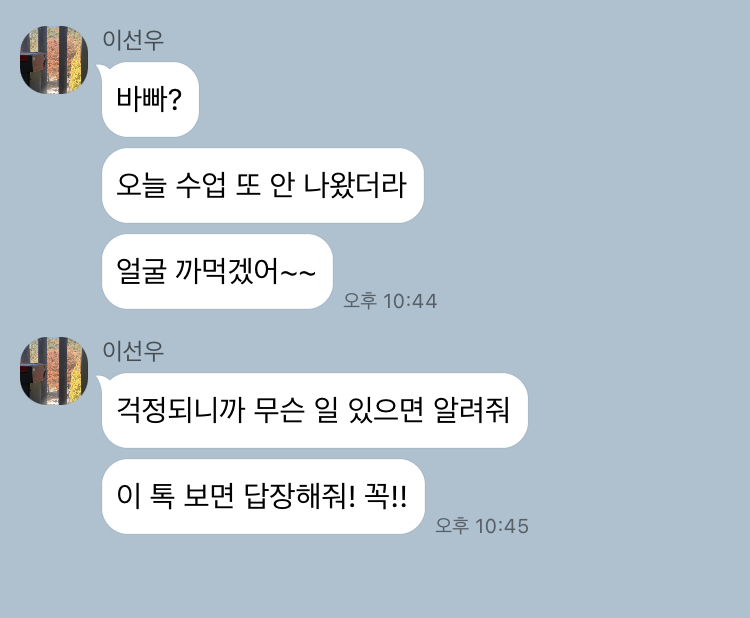 이선우
바빠?
오늘 수업 또 안 나왔더라
얼굴 까먹겠어~~
오후 10:44
이선우
걱정되니까 무슨 일 있으면 알려줘
이 톡 보면 답장해줘! 꼭!!
오후 10:45